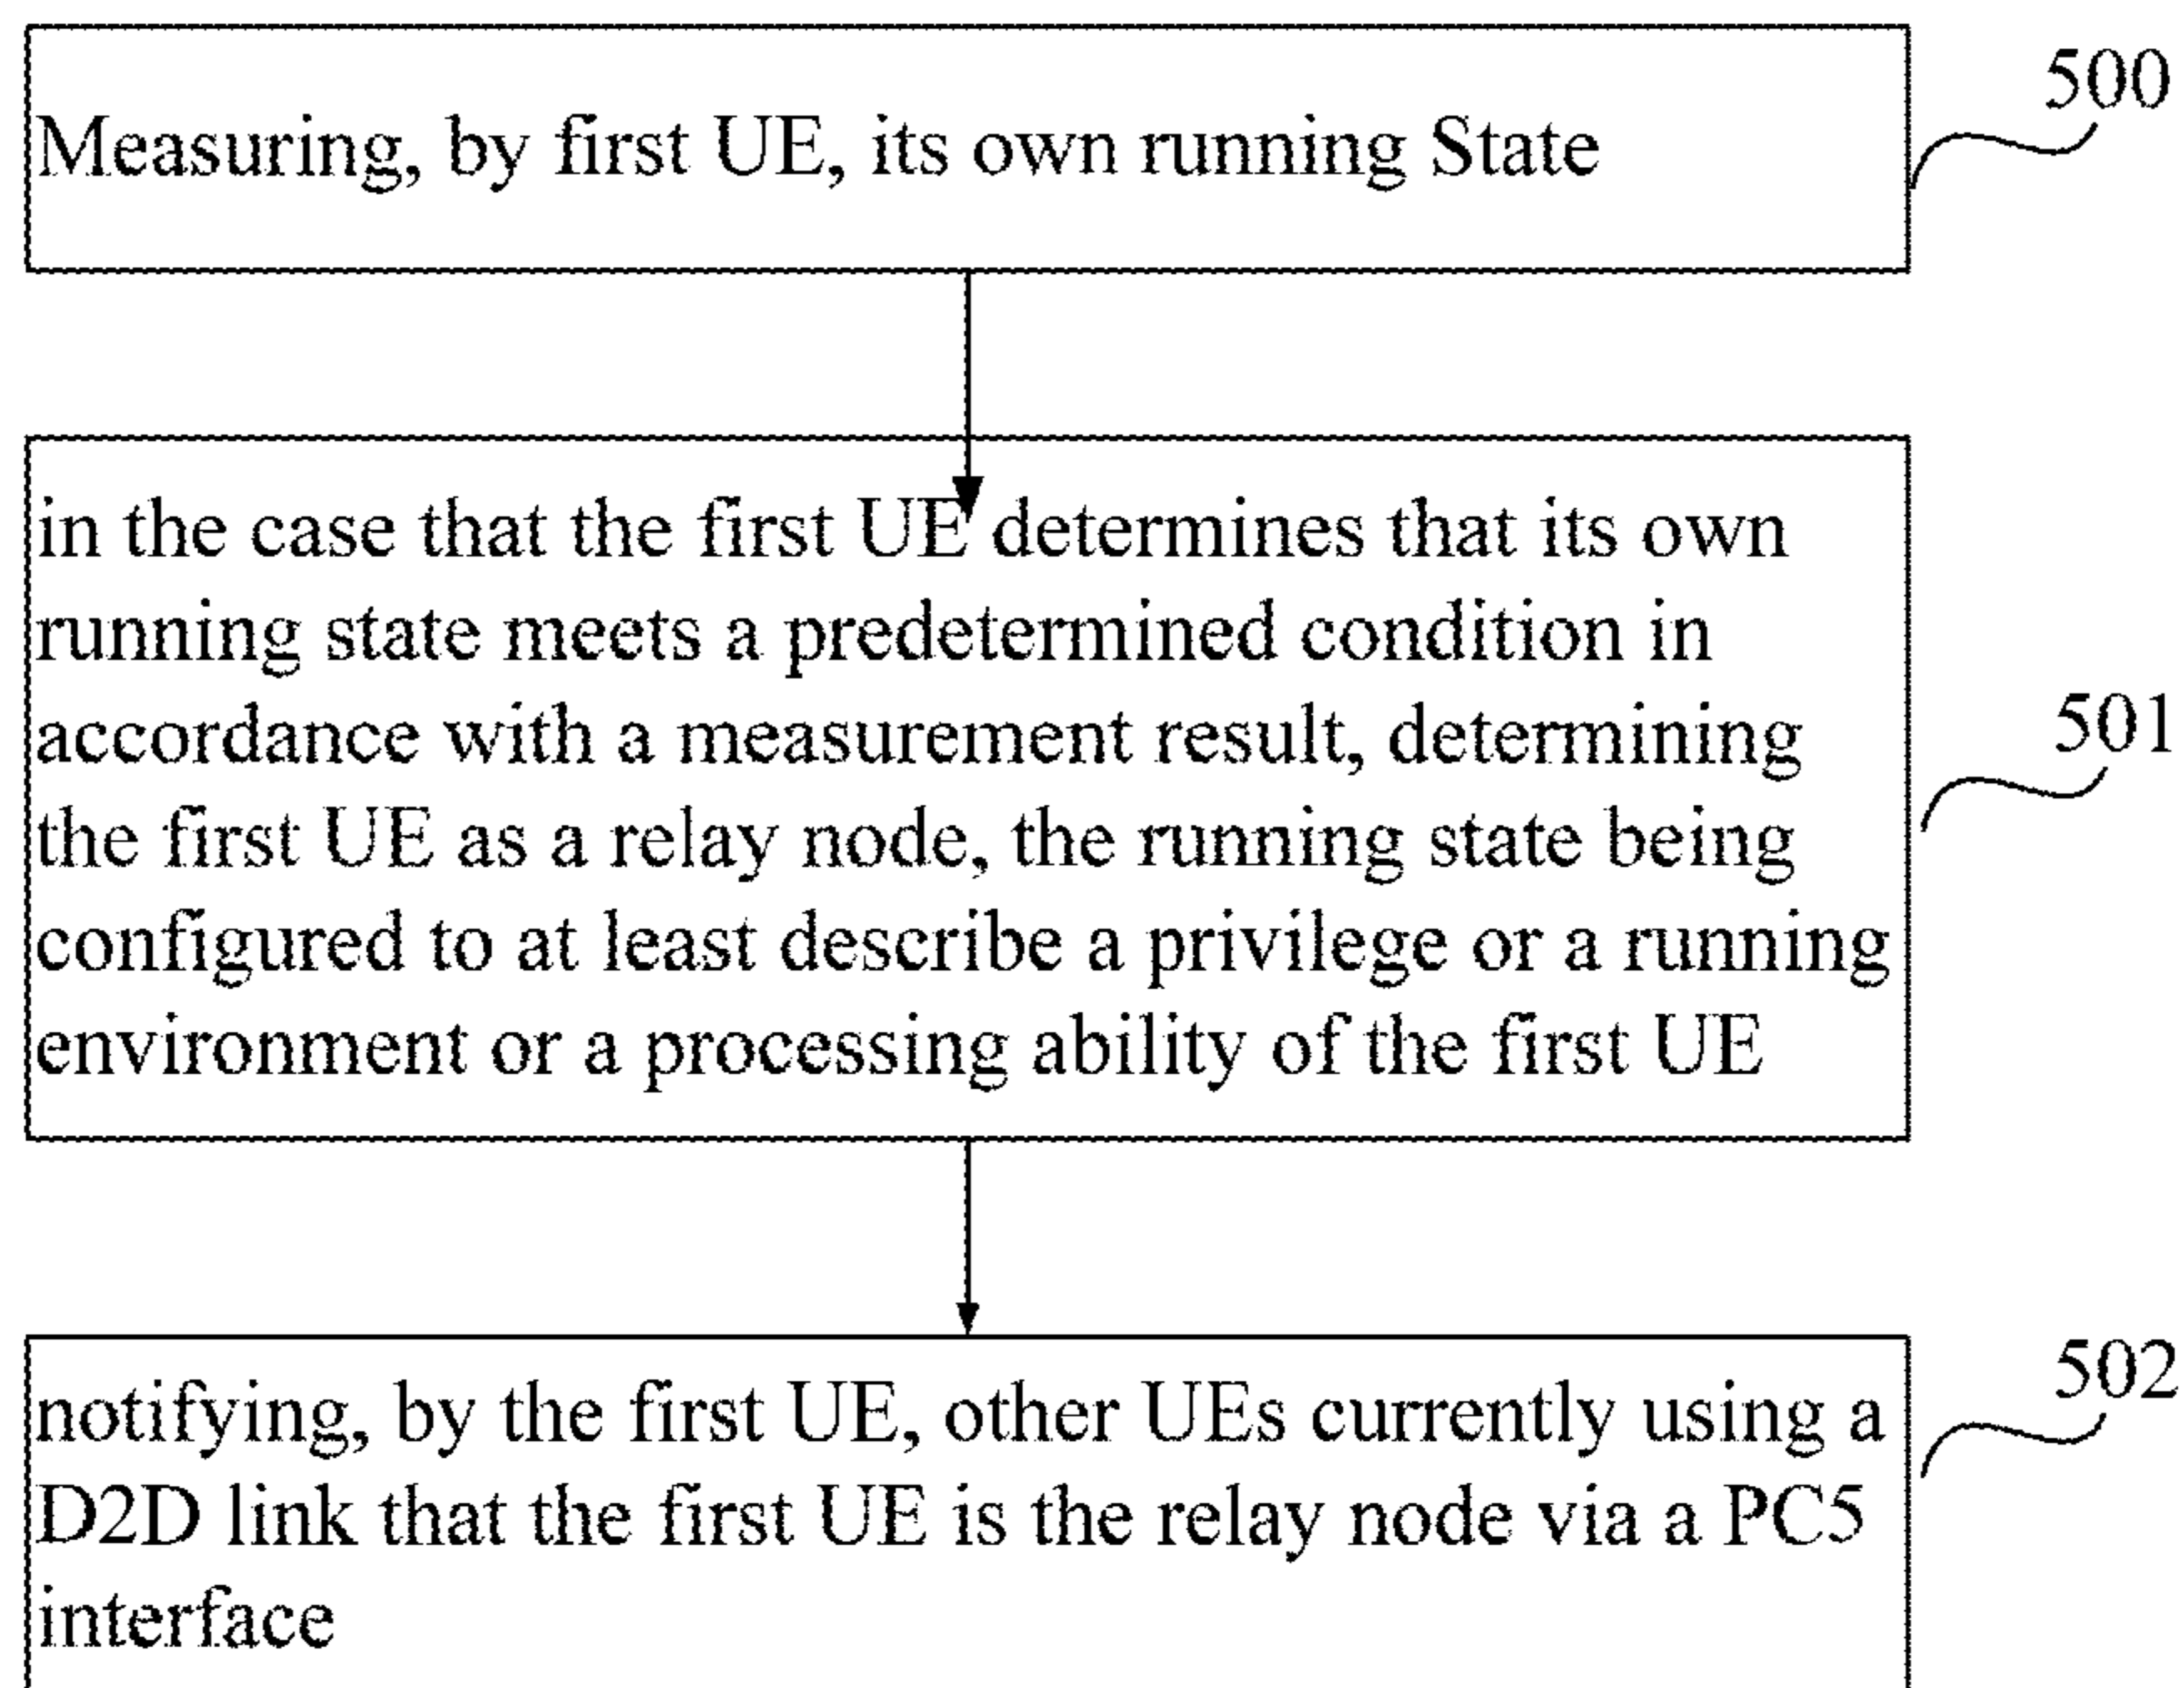 500
Measuring, by first UE, its own running State
in the case that the first UE determines that its own
running state meets a predetermined condition in
accordance with a measurement result, determining
501
the first UE as a relay node, the running state being
configured to at least describe a privilege or a running
environment or a processing ability of the first UE
502
notifying, by the first UE, other UEs currently using a
D2D link that the first UE is the relay node via a PC5
interface